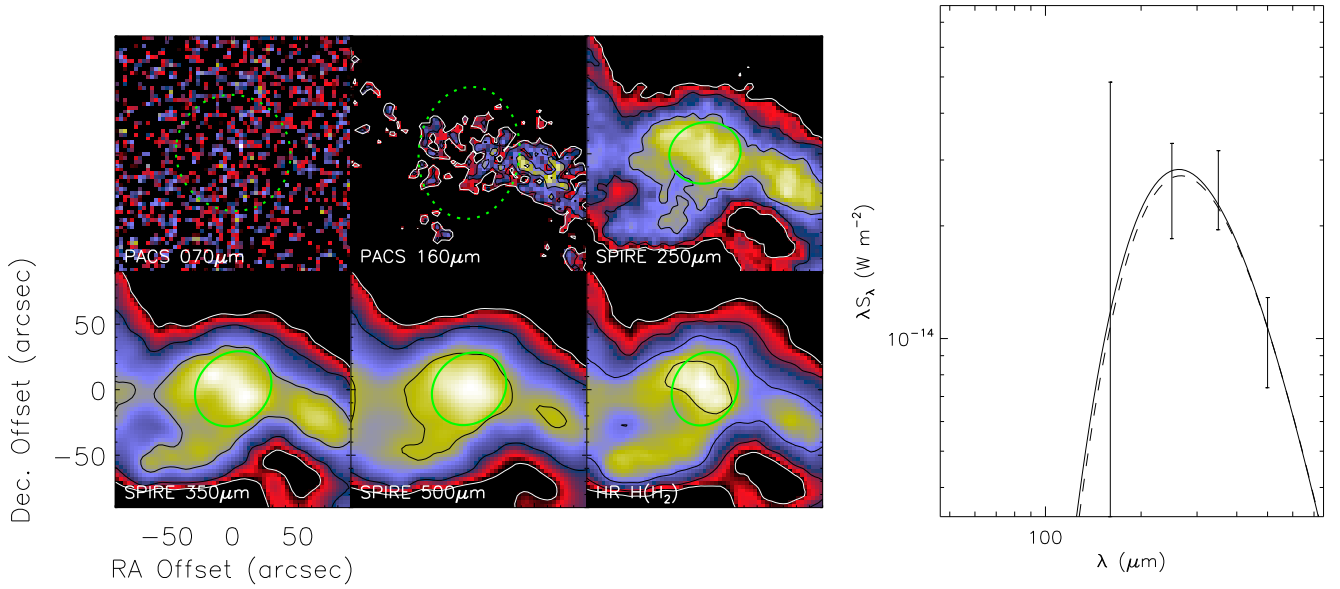 PACS 070μm
PACS 160μm
SPIRE 250μm
SPIRE 350μm
SPIRE 500μm
HR H(H₂)
50
0
−50
Dec. Offset (arcsec)
−50 0 50
RA Offset (arcsec)
λS_λ (W m⁻²)
10⁻¹⁴
100
λ (μm)